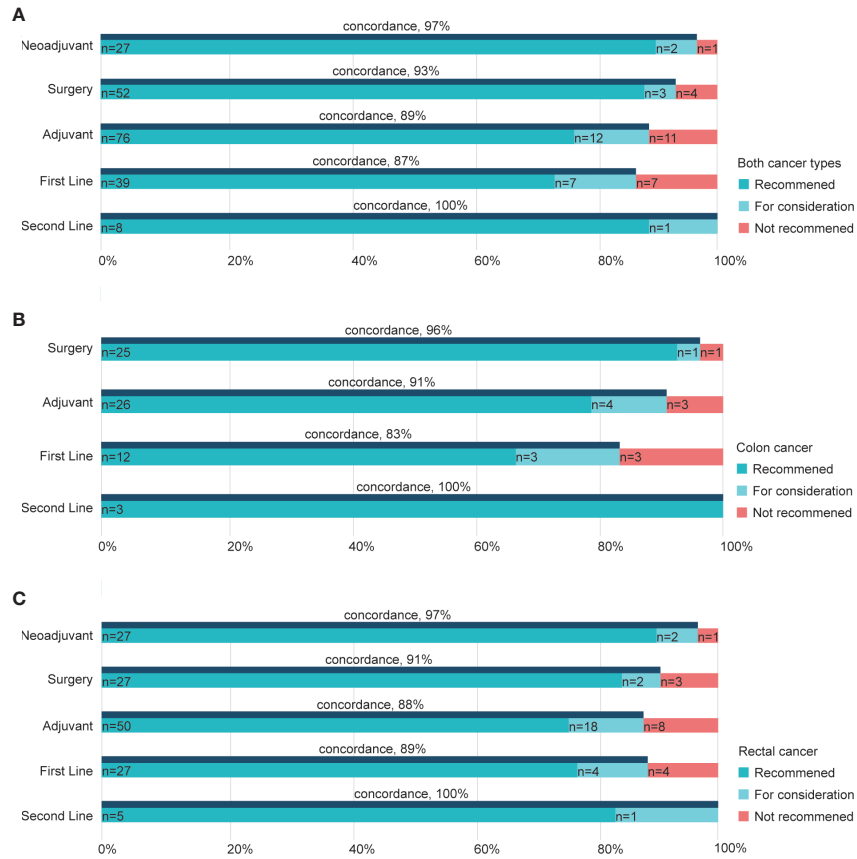 A
concordance, 97%
Neoadjuvant
n=27 n=2 n=1
concordance, 93%
Surgery
n=52 n=3 n=4
concordance, 89%
Adjuvant
n=76 n=12 n=11
concordance, 87%
First Line
n=39 n=7 n=7
concordance, 100%
Second Line
n=8 n=1
0% 20% 40% 60% 80% 100%
Both cancer types
Recommened
For consideration
Not recommened
B
concordance, 96%
Surgery
n=25 n=1 n=1
concordance, 91%
Adjuvant
n=26 n=4 n=3
concordance, 83%
First Line
n=12 n=3 n=3
concordance, 100%
Second Line
n=3
0% 20% 40% 60% 80% 100%
Colon cancer
Recommened
For consideration
Not recommened
C
concordance, 97%
Neoadjuvant
n=27 n=2 n=1
concordance, 91%
Surgery
n=27 n=2 n=3
concordance, 88%
Adjuvant
n=50 n=18 n=8
concordance, 89%
First Line
n=27 n=4 n=4
concordance, 100%
Second Line
n=5 n=1
0% 20% 40% 60% 80% 100%
Rectal cancer
Recommened
For consideration
Not recommened